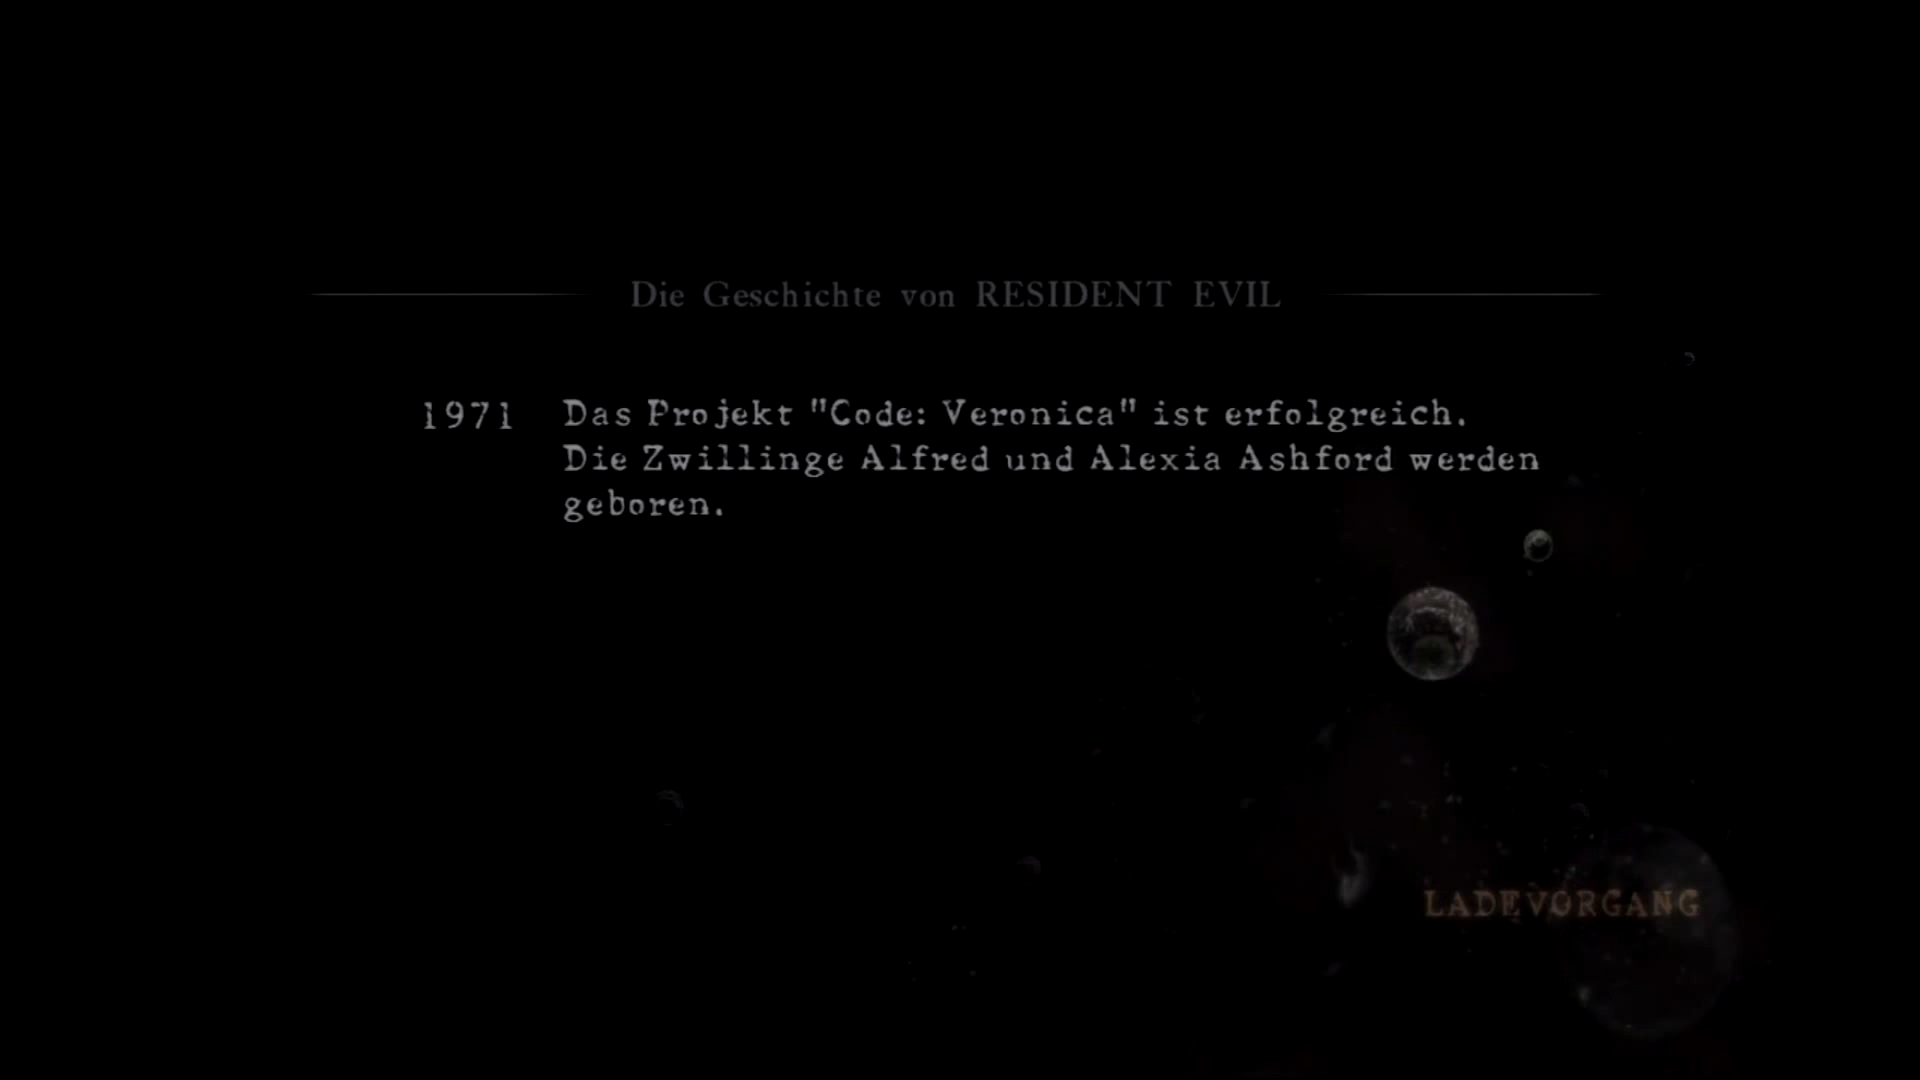 Die Geschichte von RESIDENT EVIL
1971 Das Projekt "Code: Veronica" ist erfolgreich.
Die Zwillinge Alfred und Alexia Ashford werden
geboren.
LADEVORGANG